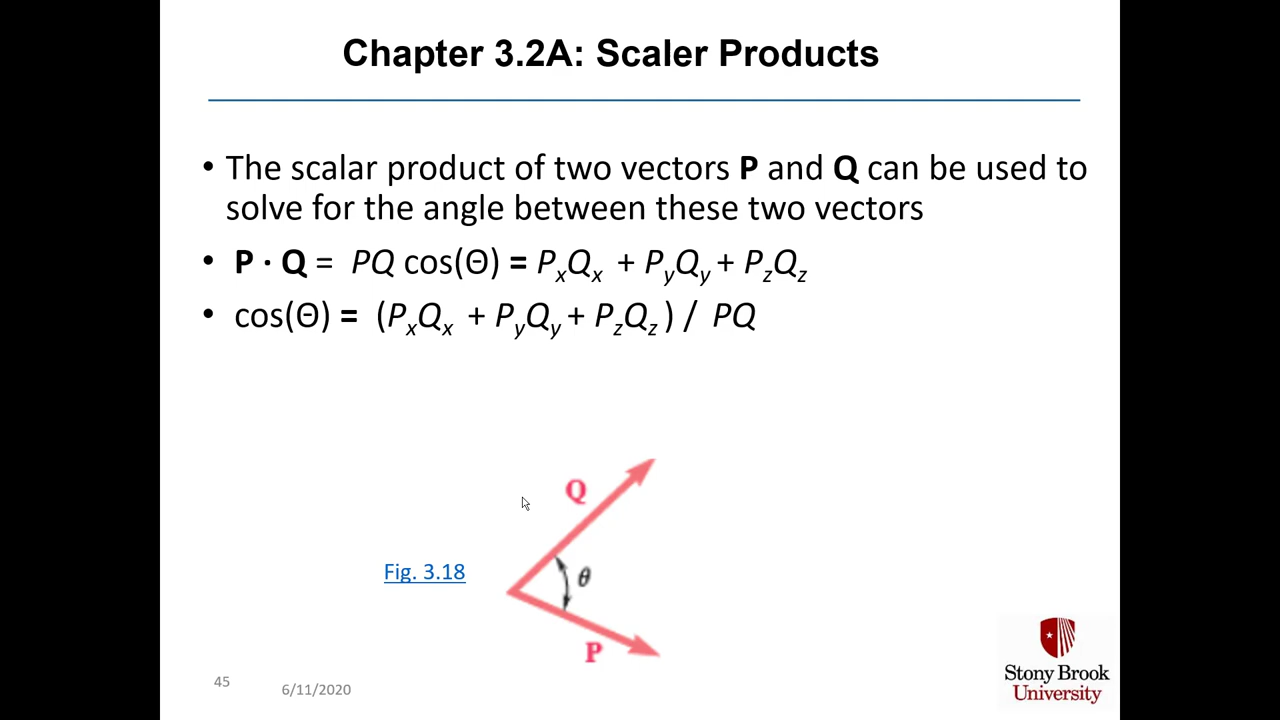 Chapter 3.2A: Scaler Products
• The scalar product of two vectors P and Q can be used to
solve for the angle between these two vectors
• P · Q = PQ cos(Θ) = PxQx + PyQy + PzQz
• cos(Θ) = (PxQx + PyQy + PzQz ) / PQ
Q
Fig. 3.18
θ
P
45
6/11/2020
Stony Brook
University